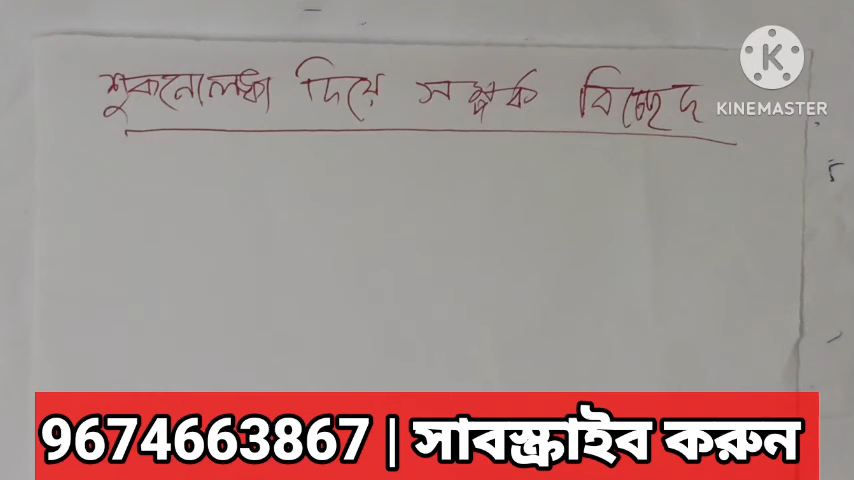 শুকনোলঙ্কা দিয়ে সম্পর্ক বিচ্ছেদ
KINEMASTER
9674663867 | সাবস্ক্রাইব করুন